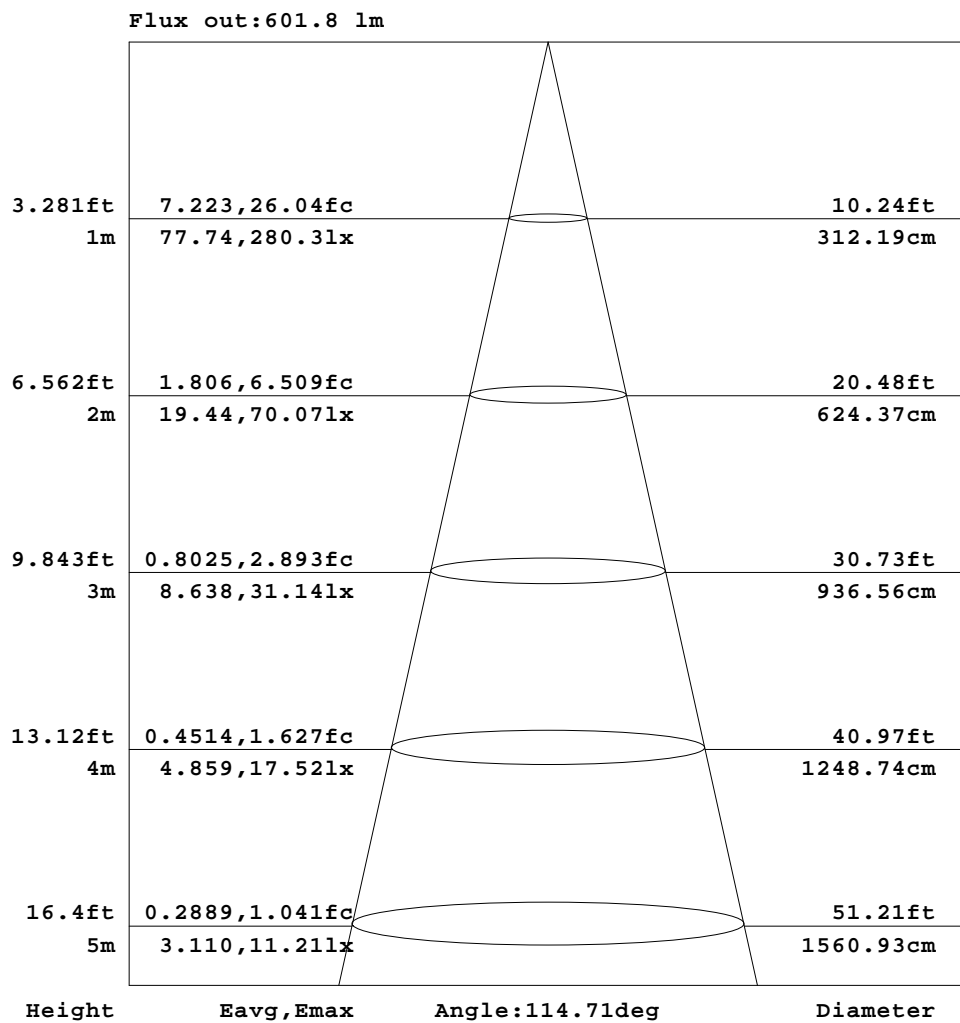 Flux out:601.8 lm
3.281ft 7.223,26.04fc 10.24ft
1m 77.74,280.3lx 312.19cm
6.562ft 1.806,6.509fc 20.48ft
2m 19.44,70.07lx 624.37cm
9.843ft 0.8025,2.893fc 30.73ft
3m 8.638,31.14lx 936.56cm
13.12ft 0.4514,1.627fc 40.97ft
4m 4.859,17.52lx 1248.74cm
16.4ft 0.2889,1.041fc 51.21ft
5m 3.110,11.21lx 1560.93cm
Height Eavg,Emax Angle:114.71deg Diameter